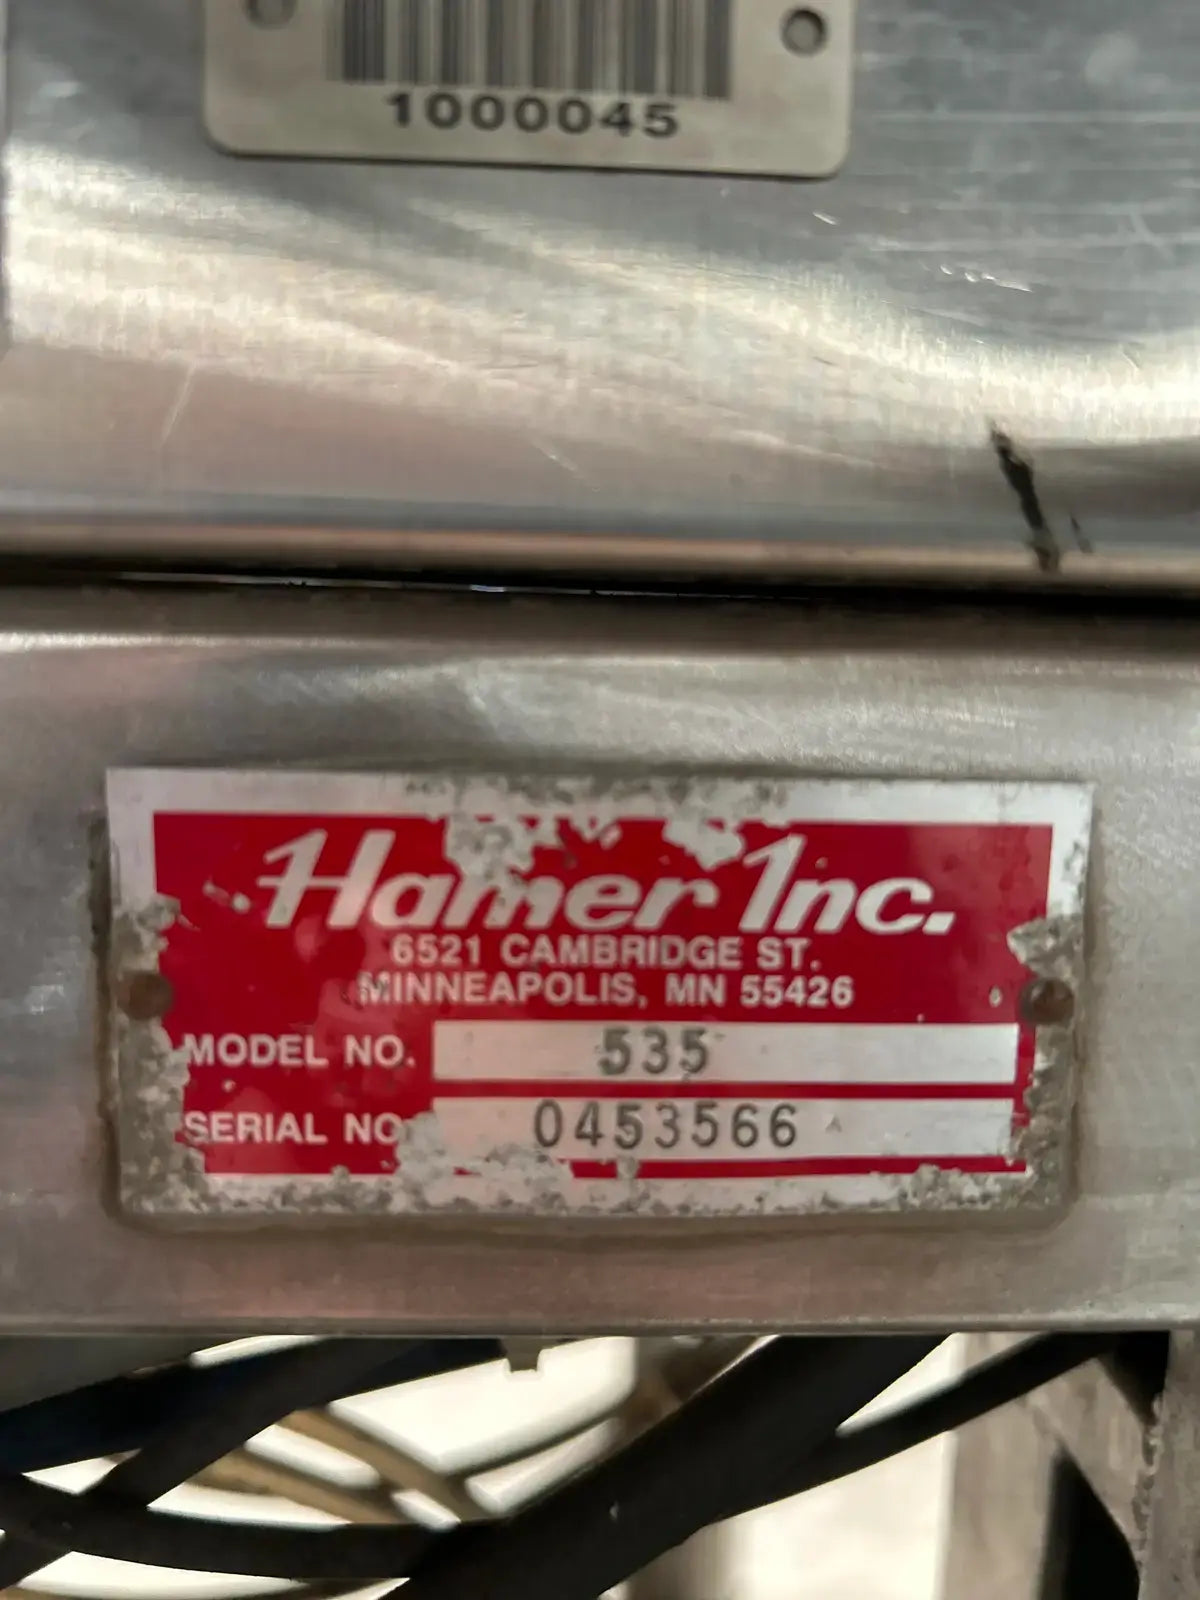 1000045
Hamer Inc.
6521 CAMBRIDGE ST.
MINNEAPOLIS, MN 55426
MODEL NO. 535
SERIAL NO 0453566